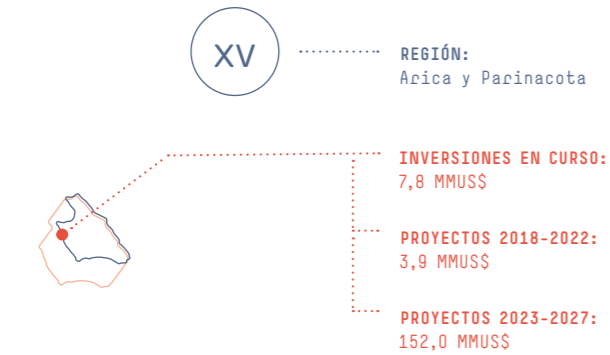 XV
REGIÓN:
Arica y Parinacota
INVERSIONES EN CURSO:
7,8 MMUS$
PROYECTOS 2018-2022:
3,9 MMUS$
PROYECTOS 2023-2027:
152,0 MMUS$